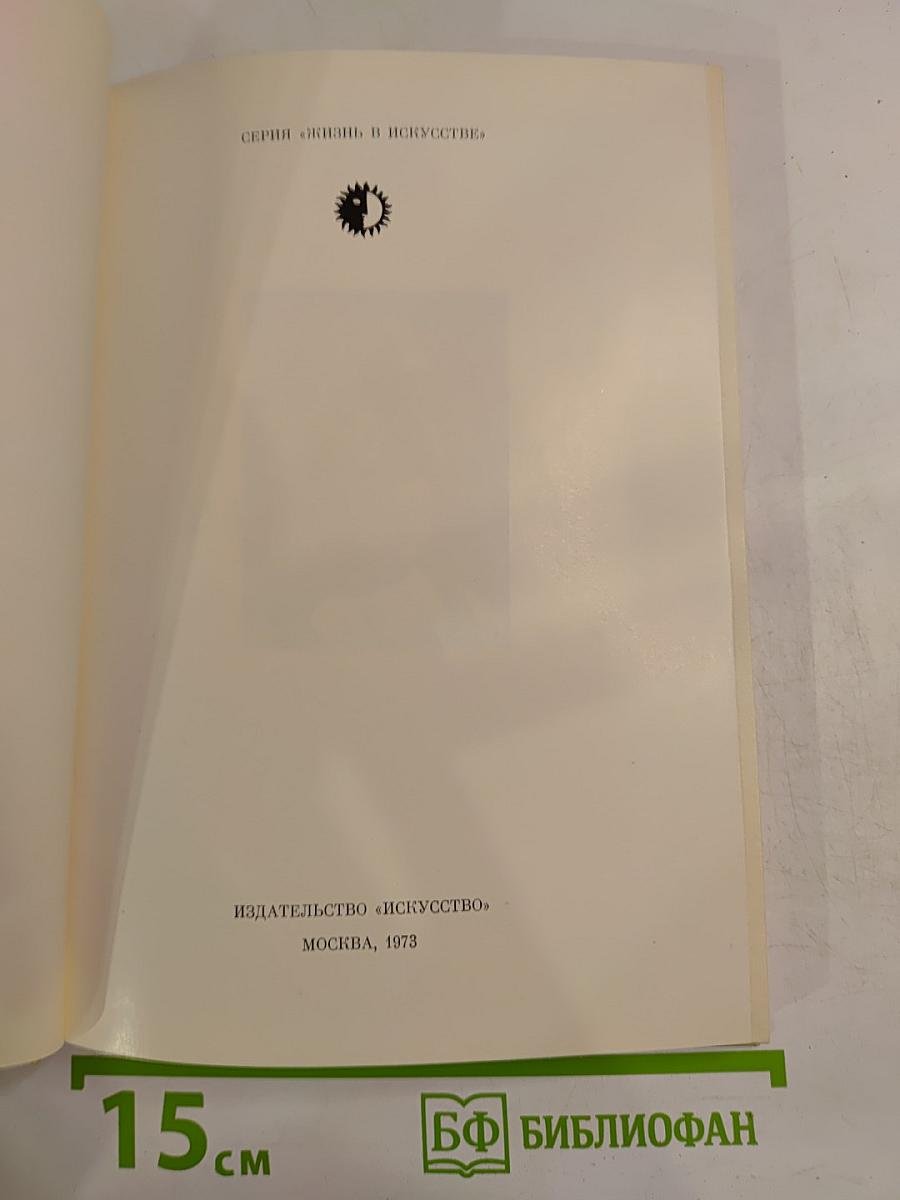 СЕРИЯ «ЖИЗНЬ В ИСКУССТВЕ»
ИЗДАТЕЛЬСТВО «ИСКУССТВО»
МОСКВА, 1973
15 см
БФ БИБЛИОФАН